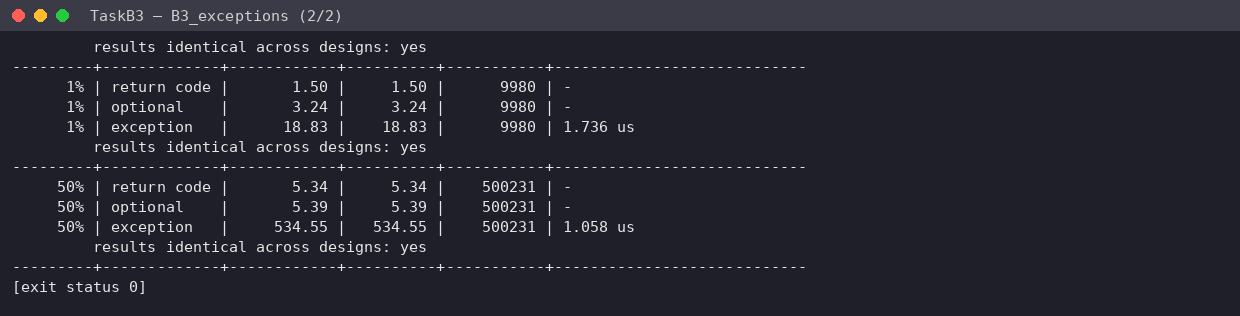 TaskB3 — B3_exceptions (2/2)
         results identical across designs: yes
---------+-------------+------------+----------+-----------+----------------------------
      1% | return code |       1.50 |     1.50 |      9980 | -
      1% | optional    |       3.24 |     3.24 |      9980 | -
      1% | exception   |      18.83 |    18.83 |      9980 | 1.736 us
         results identical across designs: yes
---------+-------------+------------+----------+-----------+----------------------------
     50% | return code |       5.34 |     5.34 |    500231 | -
     50% | optional    |       5.39 |     5.39 |    500231 | -
     50% | exception   |     534.55 |   534.55 |    500231 | 1.058 us
         results identical across designs: yes
---------+-------------+------------+----------+-----------+----------------------------
[exit status 0]